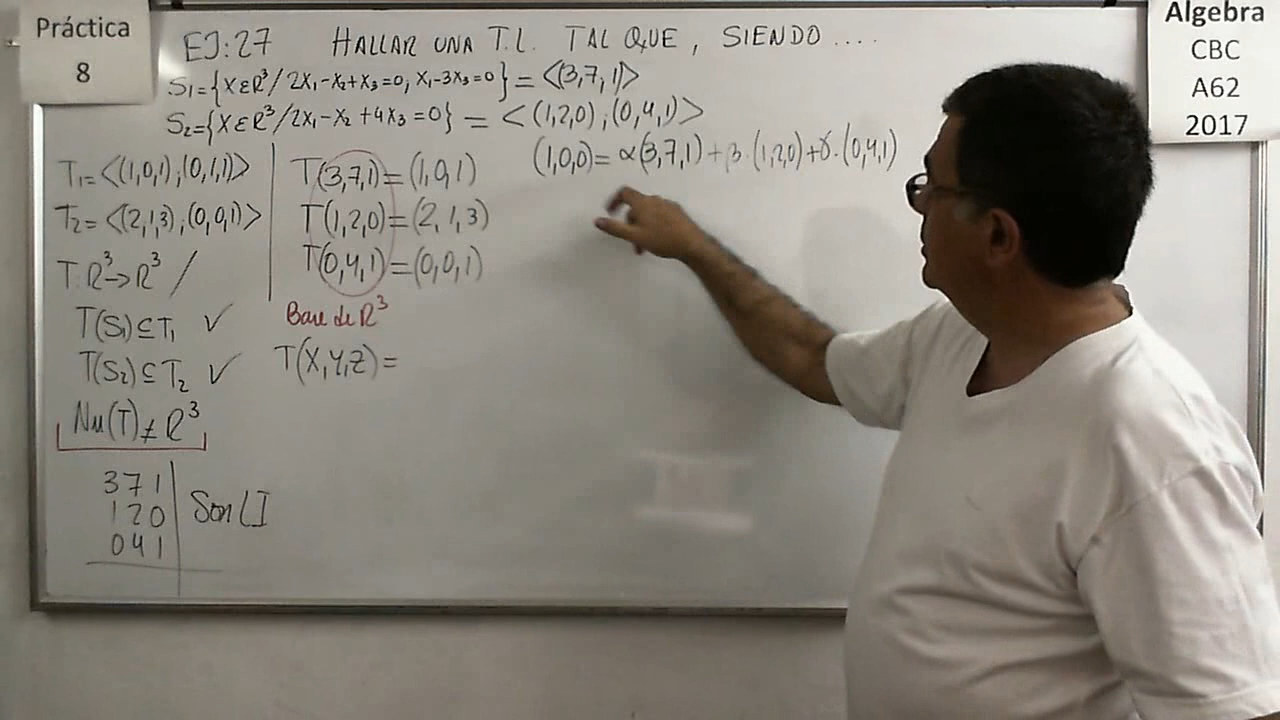 Práctica
8
EJ:27 HALLAR UNA T.L. TAL QUE, SIENDO ....
S₁={X∈R³/ 2X₁-X₂+X₃=0; X₁-3X₃=0} = <(3,7,1)>
S₂={X∈R³/2X₁-X₂+4X₃=0} = <(1,2,0);(0,4,1)>
T₁=<(1,0,1);(0,1,1)>
T₂=<(2,1,3);(0,0,1)>
T:R³→R³ /
T(S₁)⊆T₁ ✓
T(S₂)⊆T₂ ✓
Nu(T)≠R³
3 7 1
1 2 0
0 4 1
Son LI
T(3,7,1)=(1,0,1)
T(1,2,0)=(2,1,3)
T(0,4,1)=(0,0,1)
Base de R³
T(X,Y,Z)=
(1,0,0)= α(3,7,1)+β·(1,2,0)+γ·(0,4,1)
Algebra
CBC
A62
2017